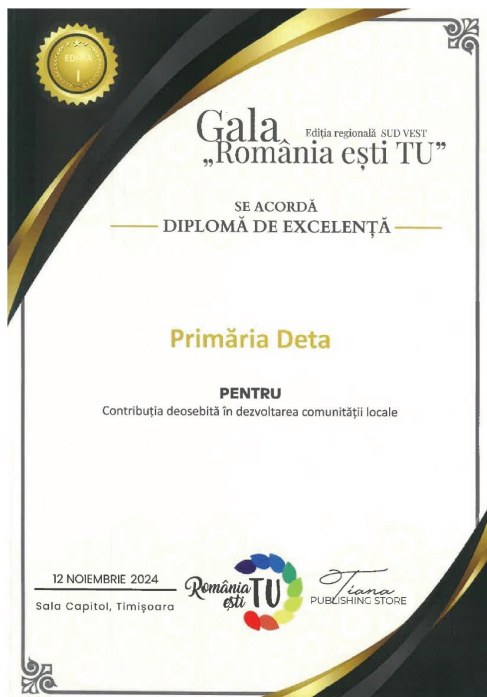 EDIȚIA
I
Gala
Ediția regională SUD VEST
„România ești TU”
SE ACORDĂ
DIPLOMĂ DE EXCELENȚĂ
Primăria Deta
PENTRU
Contribuția deosebită în dezvoltarea comunității locale
12 NOIEMBRIE 2024
Sala Capitol, Timișoara
România
ești TU
Tiana
PUBLISHING STORE